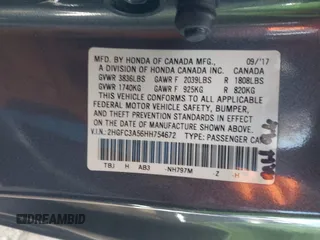 MFD. BY HONDA OF CANADA MFG., 09/'17
A DIVISION OF HONDA CANADA INC. CANADA
GVWR 3836LBS GAWR F 2039LBS R 1808LBS
GVWR 1740KG GAWR F 925KG R 820KG
THIS VEHICLE CONFORMS TO ALL APPLICABLE
FEDERAL MOTOR VEHICLE SAFETY, BUMPER,
AND THEFT PREVENTION STANDARDS IN EFFECT
ON THE DATE OF MANUFACTURE SHOWN ABOVE.
V.I.N.: 2HGFC3A56HH754672 TYPE: PASSENGER CAR
TBJ H AB3 NH797M Z H
DREAMBID